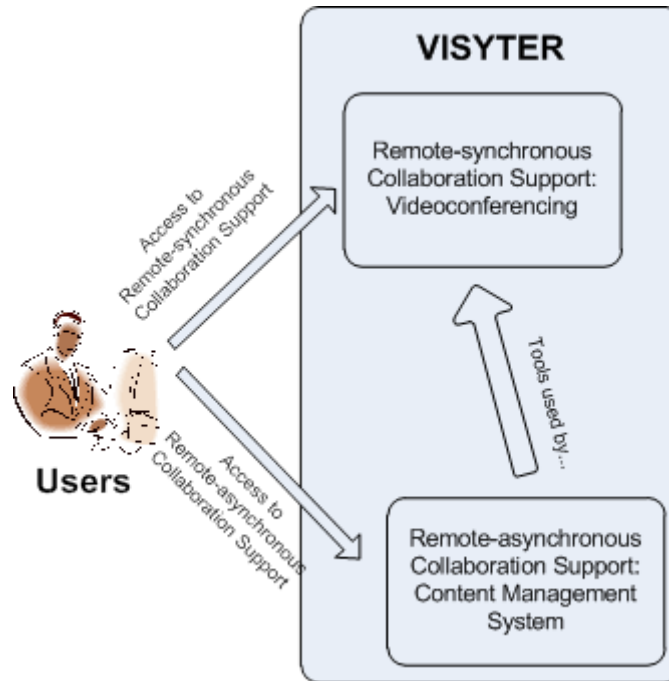 VISYTER
Remote-synchronous
Collaboration Support:
Videoconferencing
Access to
Remote-synchronous
Collaboration Support
Tools used by...
Users
Access to
Remote-asynchronous
Collaboration Support
Remote-asynchronous
Collaboration Support:
Content Management
System